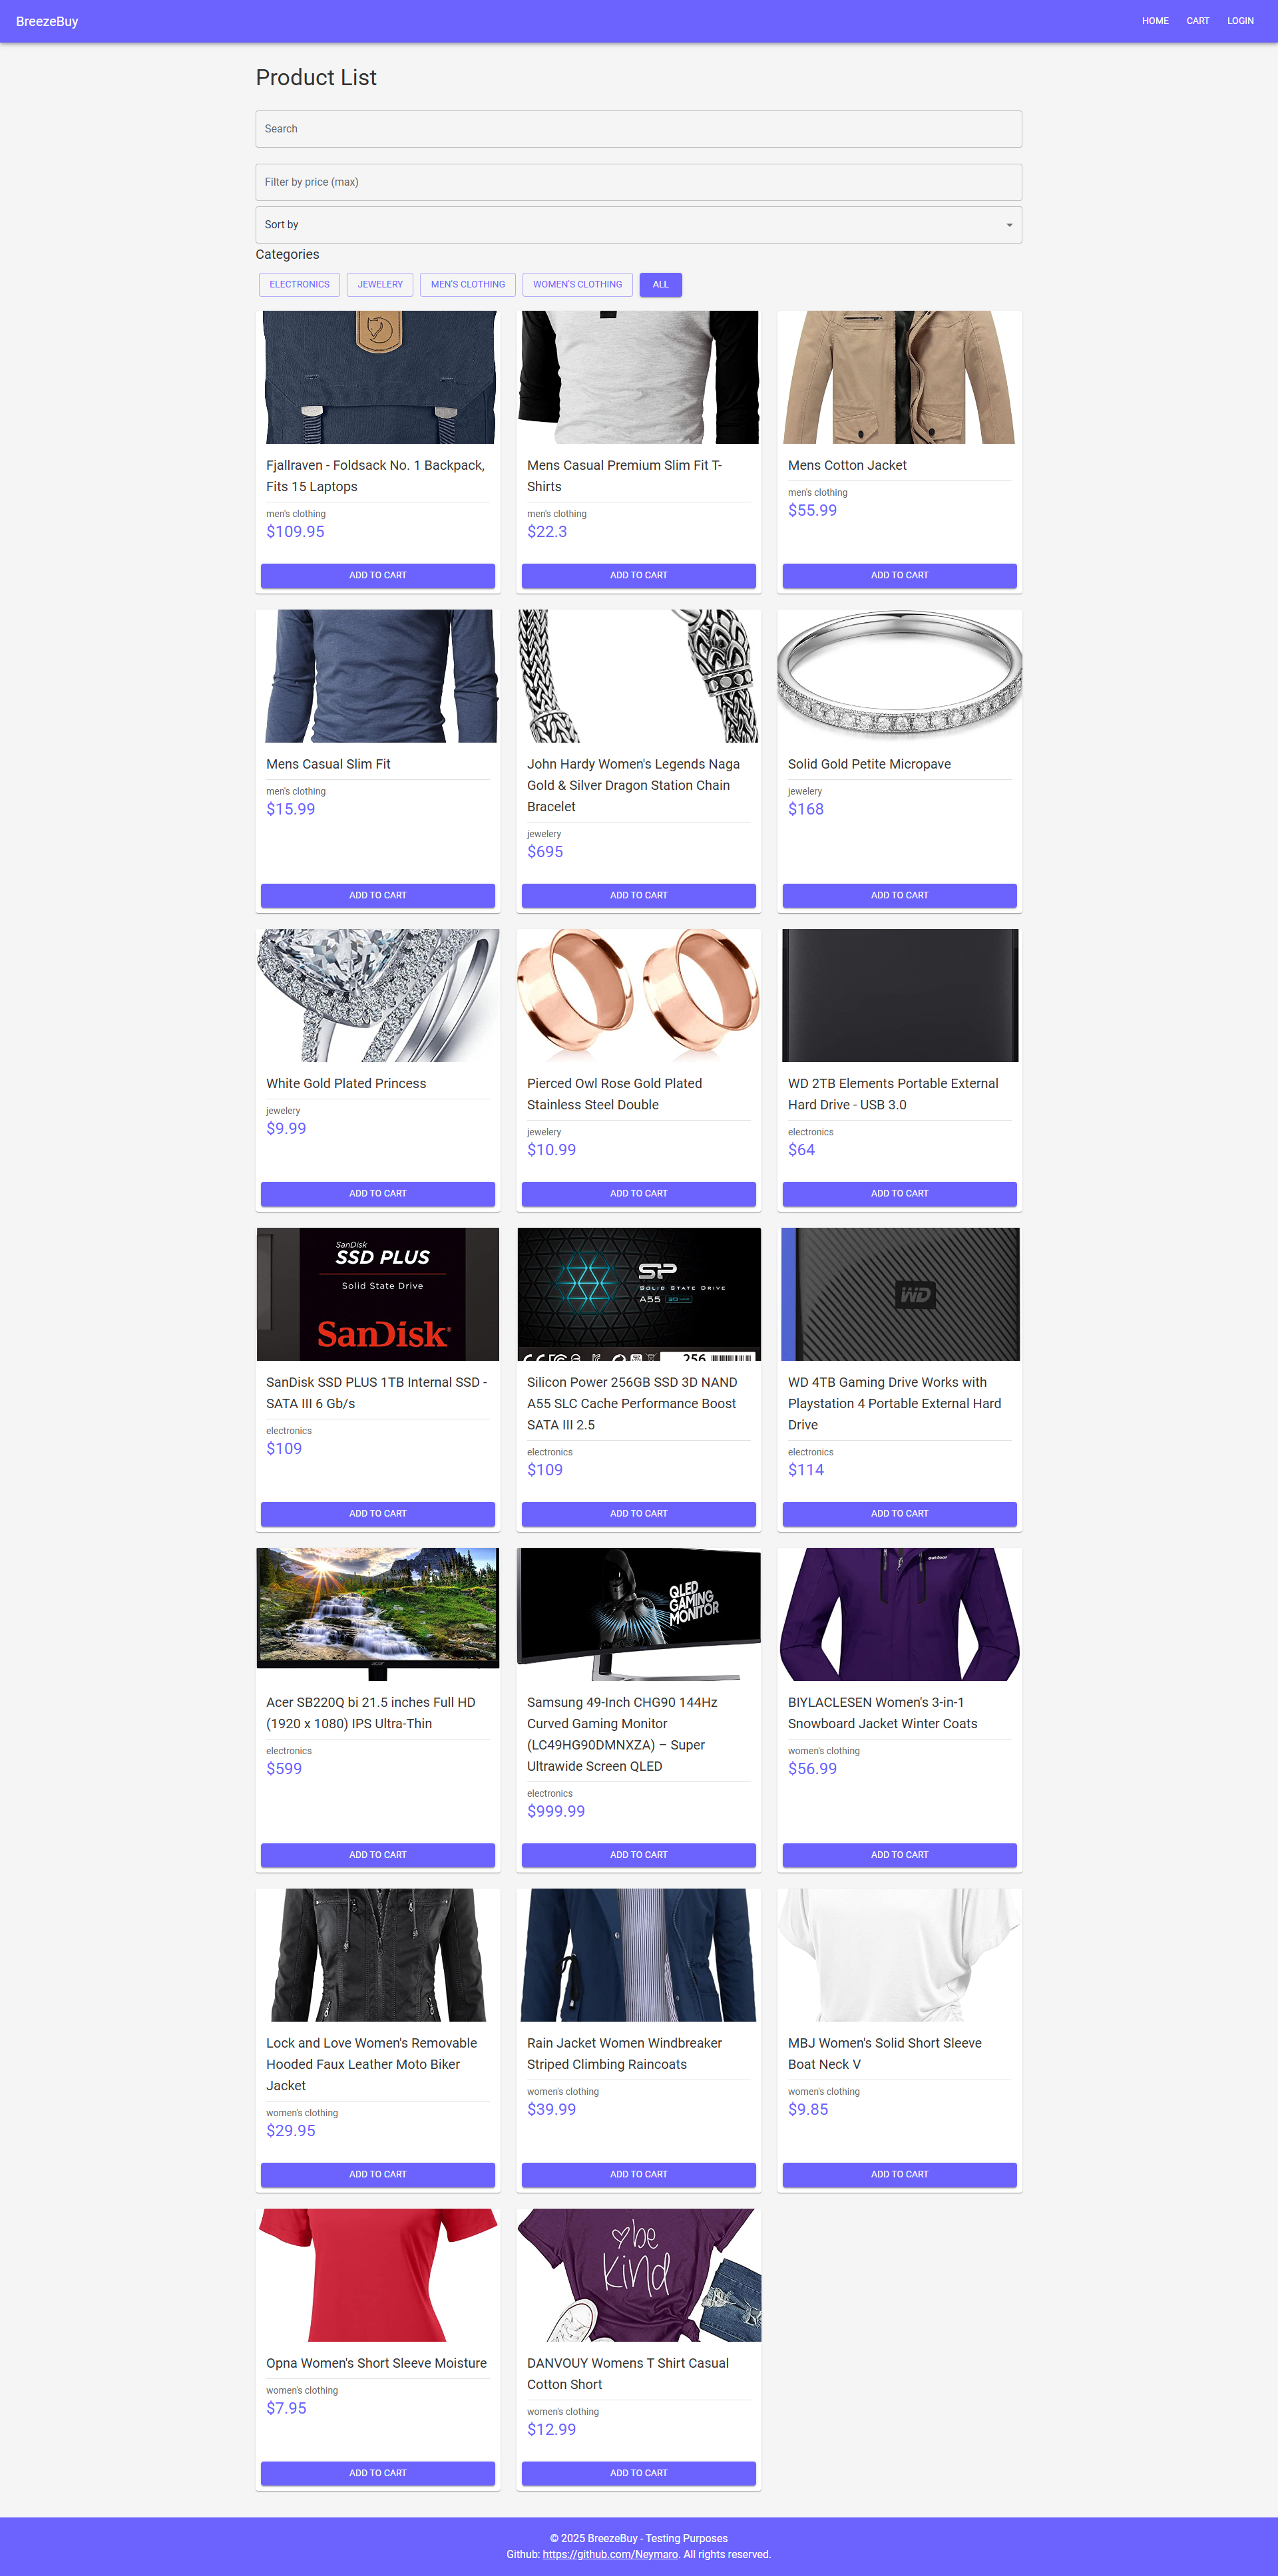 BreezeBuy
HOME CART LOGIN
Product List
Search
Filter by price (max)
Sort by
Categories
ELECTRONICS JEWELERY MEN'S CLOTHING WOMEN'S CLOTHING ALL
Fjallraven - Foldsack No. 1 Backpack,
Fits 15 Laptops
men's clothing
$109.95
ADD TO CART
Mens Casual Premium Slim Fit T-
Shirts
men's clothing
$22.3
ADD TO CART
Mens Cotton Jacket
men's clothing
$55.99
ADD TO CART
Mens Casual Slim Fit
men's clothing
$15.99
ADD TO CART
John Hardy Women's Legends Naga
Gold & Silver Dragon Station Chain
Bracelet
jewelery
$695
ADD TO CART
Solid Gold Petite Micropave
jewelery
$168
ADD TO CART
White Gold Plated Princess
jewelery
$9.99
ADD TO CART
Pierced Owl Rose Gold Plated
Stainless Steel Double
jewelery
$10.99
ADD TO CART
WD 2TB Elements Portable External
Hard Drive - USB 3.0
electronics
$64
ADD TO CART
SanDisk
SSD PLUS
Solid State Drive
SanDisk
SanDisk SSD PLUS 1TB Internal SSD -
SATA III 6 Gb/s
electronics
$109
ADD TO CART
SP
SOLID STATE DRIVE
A55
256
Silicon Power 256GB SSD 3D NAND
A55 SLC Cache Performance Boost
SATA III 2.5
electronics
$109
ADD TO CART
WD
WD 4TB Gaming Drive Works with
Playstation 4 Portable External Hard
Drive
electronics
$114
ADD TO CART
acer
Acer SB220Q bi 21.5 inches Full HD
(1920 x 1080) IPS Ultra-Thin
electronics
$599
ADD TO CART
QLED
GAMING
MONITOR
Samsung 49-Inch CHG90 144Hz
Curved Gaming Monitor
(LC49HG90DMNXZA) – Super
Ultrawide Screen QLED
electronics
$999.99
ADD TO CART
outdoor
BIYLACLESEN Women's 3-in-1
Snowboard Jacket Winter Coats
women's clothing
$56.99
ADD TO CART
Lock and Love Women's Removable
Hooded Faux Leather Moto Biker
Jacket
women's clothing
$29.95
ADD TO CART
Rain Jacket Women Windbreaker
Striped Climbing Raincoats
women's clothing
$39.99
ADD TO CART
MBJ Women's Solid Short Sleeve
Boat Neck V
women's clothing
$9.85
ADD TO CART
Opna Women's Short Sleeve Moisture
women's clothing
$7.95
ADD TO CART
be
kind
DANVOUY Womens T Shirt Casual
Cotton Short
women's clothing
$12.99
ADD TO CART
© 2025 BreezeBuy - Testing Purposes
Github: https://github.com/Neymaro. All rights reserved.